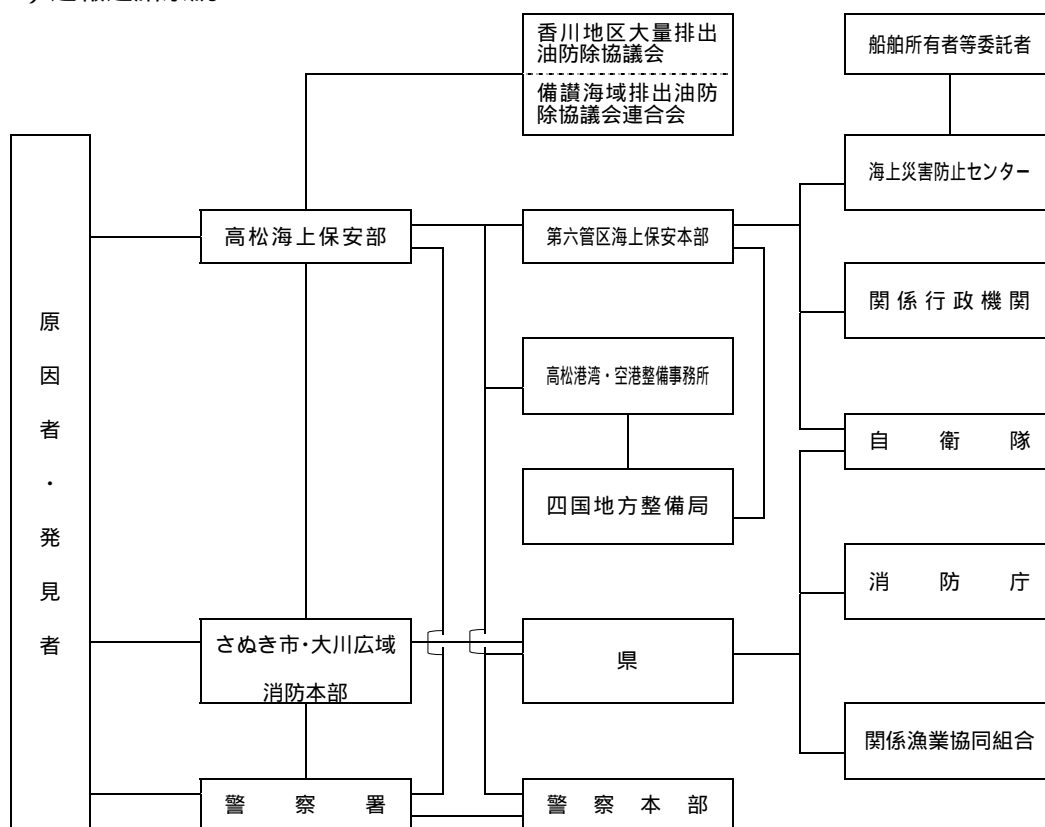 香川地区大量排出
油防除協議会
備讃海域排出油防
除協議会連合会
船舶所有者等委託者
海上災害防止センター
高松海上保安部
第六管区海上保安本部
関係行政機関
原因者・発見者
高松港湾・空港整備事務所
自衛隊
四国地方整備局
消防庁
さぬき市・大川広域
消防本部
県
関係漁業協同組合
警察署
警察本部